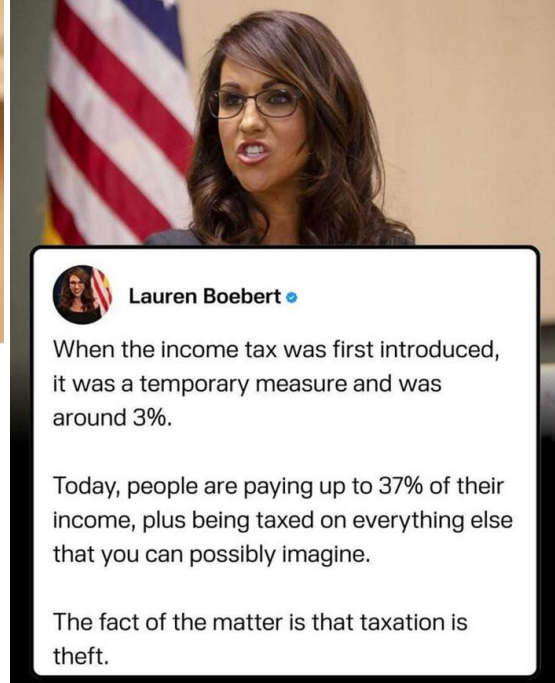 Lauren Boebert
When the income tax was first introduced,
it was a temporary measure and was
around 3%.
Today, people are paying up to 37% of their
income, plus being taxed on everything else
that you can possibly imagine.
The fact of the matter is that taxation is
theft.